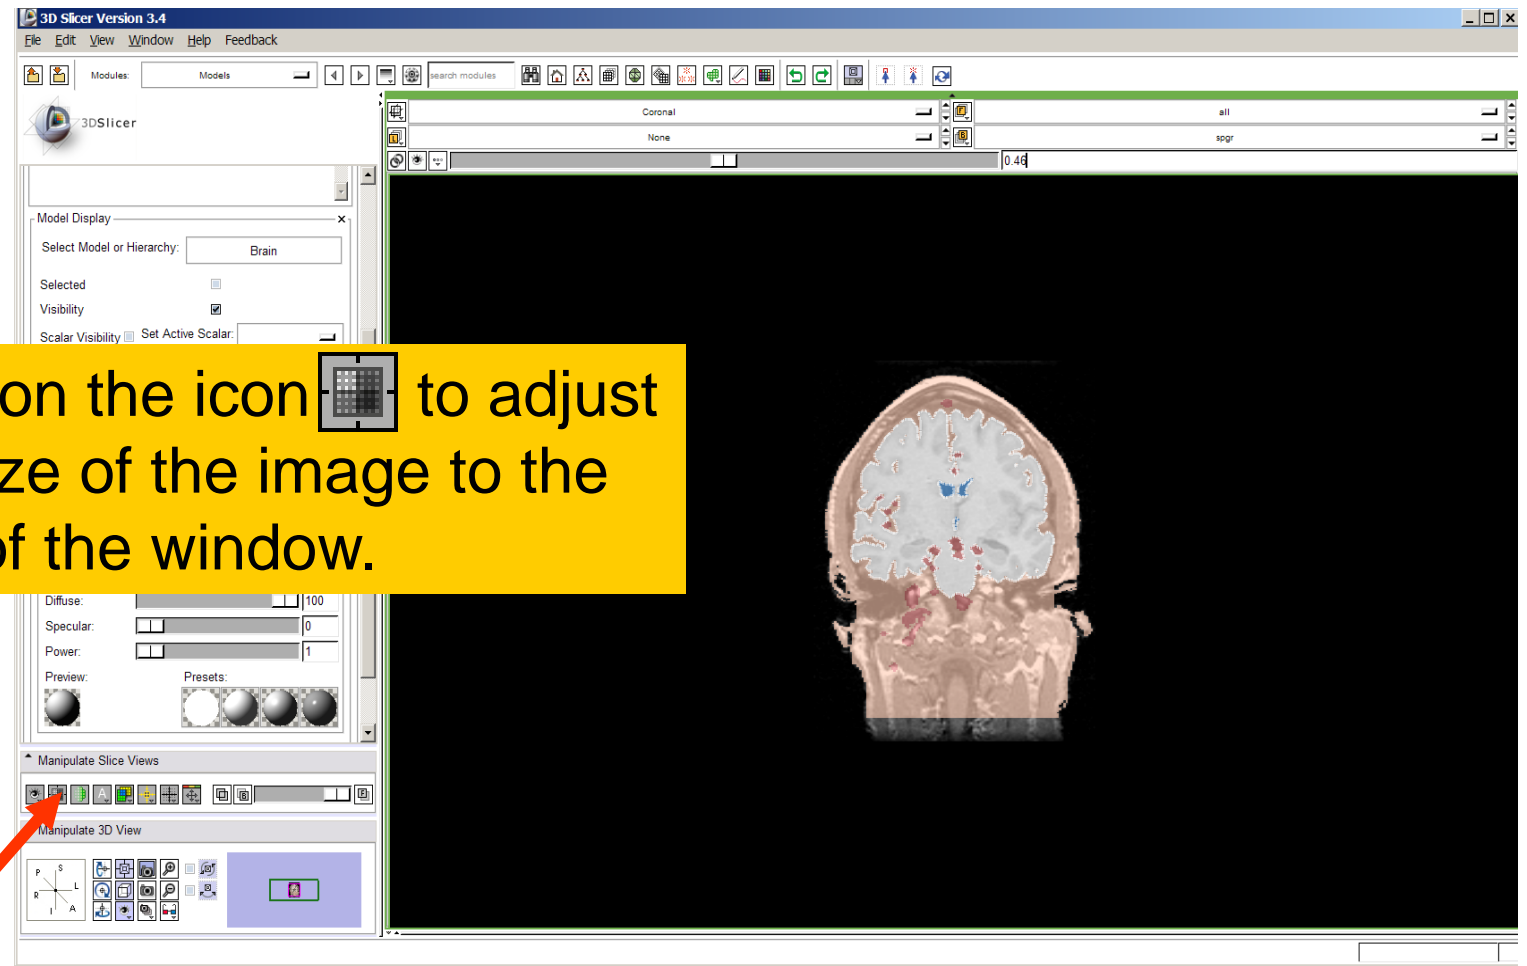 3D Slicer Version 3.4
File Edit View Window Help Feedback
Modules: Models search modules
3DSlicer
Coronal all
None spgr
0.46
Model Display
Select Model or Hierarchy: Brain
Selected
Visibility
Scalar Visibility Set Active Scalar:
on the icon to adjust
ze of the image to the
of the window.
Diffuse: 100
Specular: 0
Power: 1
Preview: Presets:
Manipulate Slice Views
Manipulate 3D View
P S
R L
I A